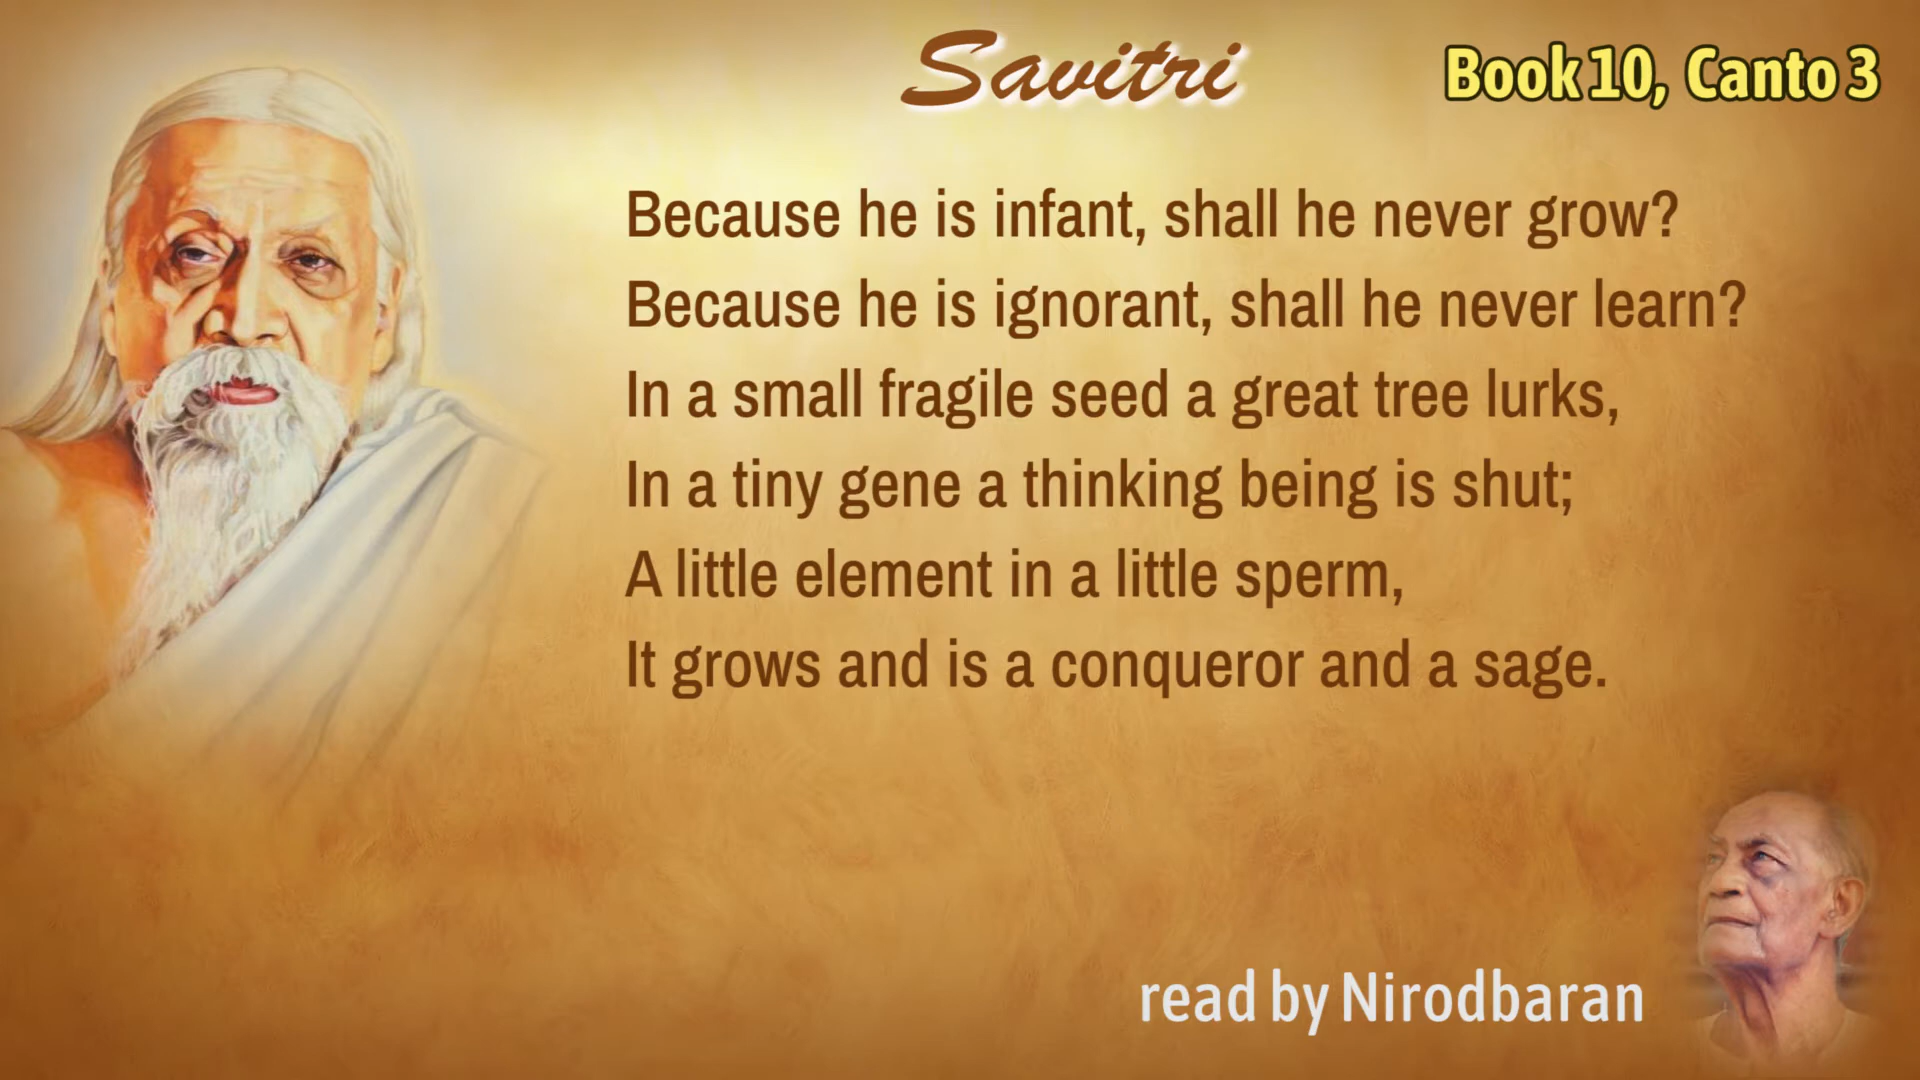 Savitri
Book 10, Canto 3
Because he is infant, shall he never grow?
Because he is ignorant, shall he never learn?
In a small fragile seed a great tree lurks,
In a tiny gene a thinking being is shut;
A little element in a little sperm,
It grows and is a conqueror and a sage.
read by Nirodbaran